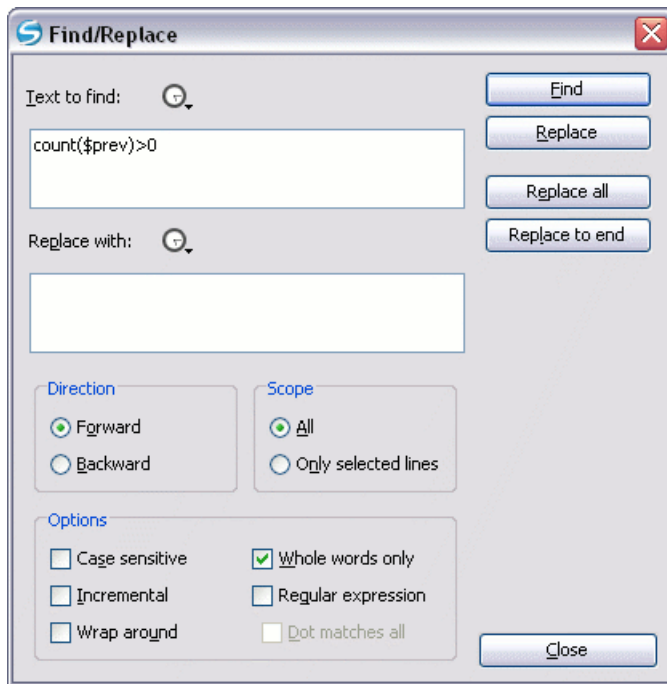 Find/Replace
Text to find:
Find
count($prev)>0
Replace
Replace all
Replace with:
Replace to end
Direction
Scope
Forward
All
Backward
Only selected lines
Options
Case sensitive
Whole words only
Incremental
Regular expression
Wrap around
Dot matches all
Close